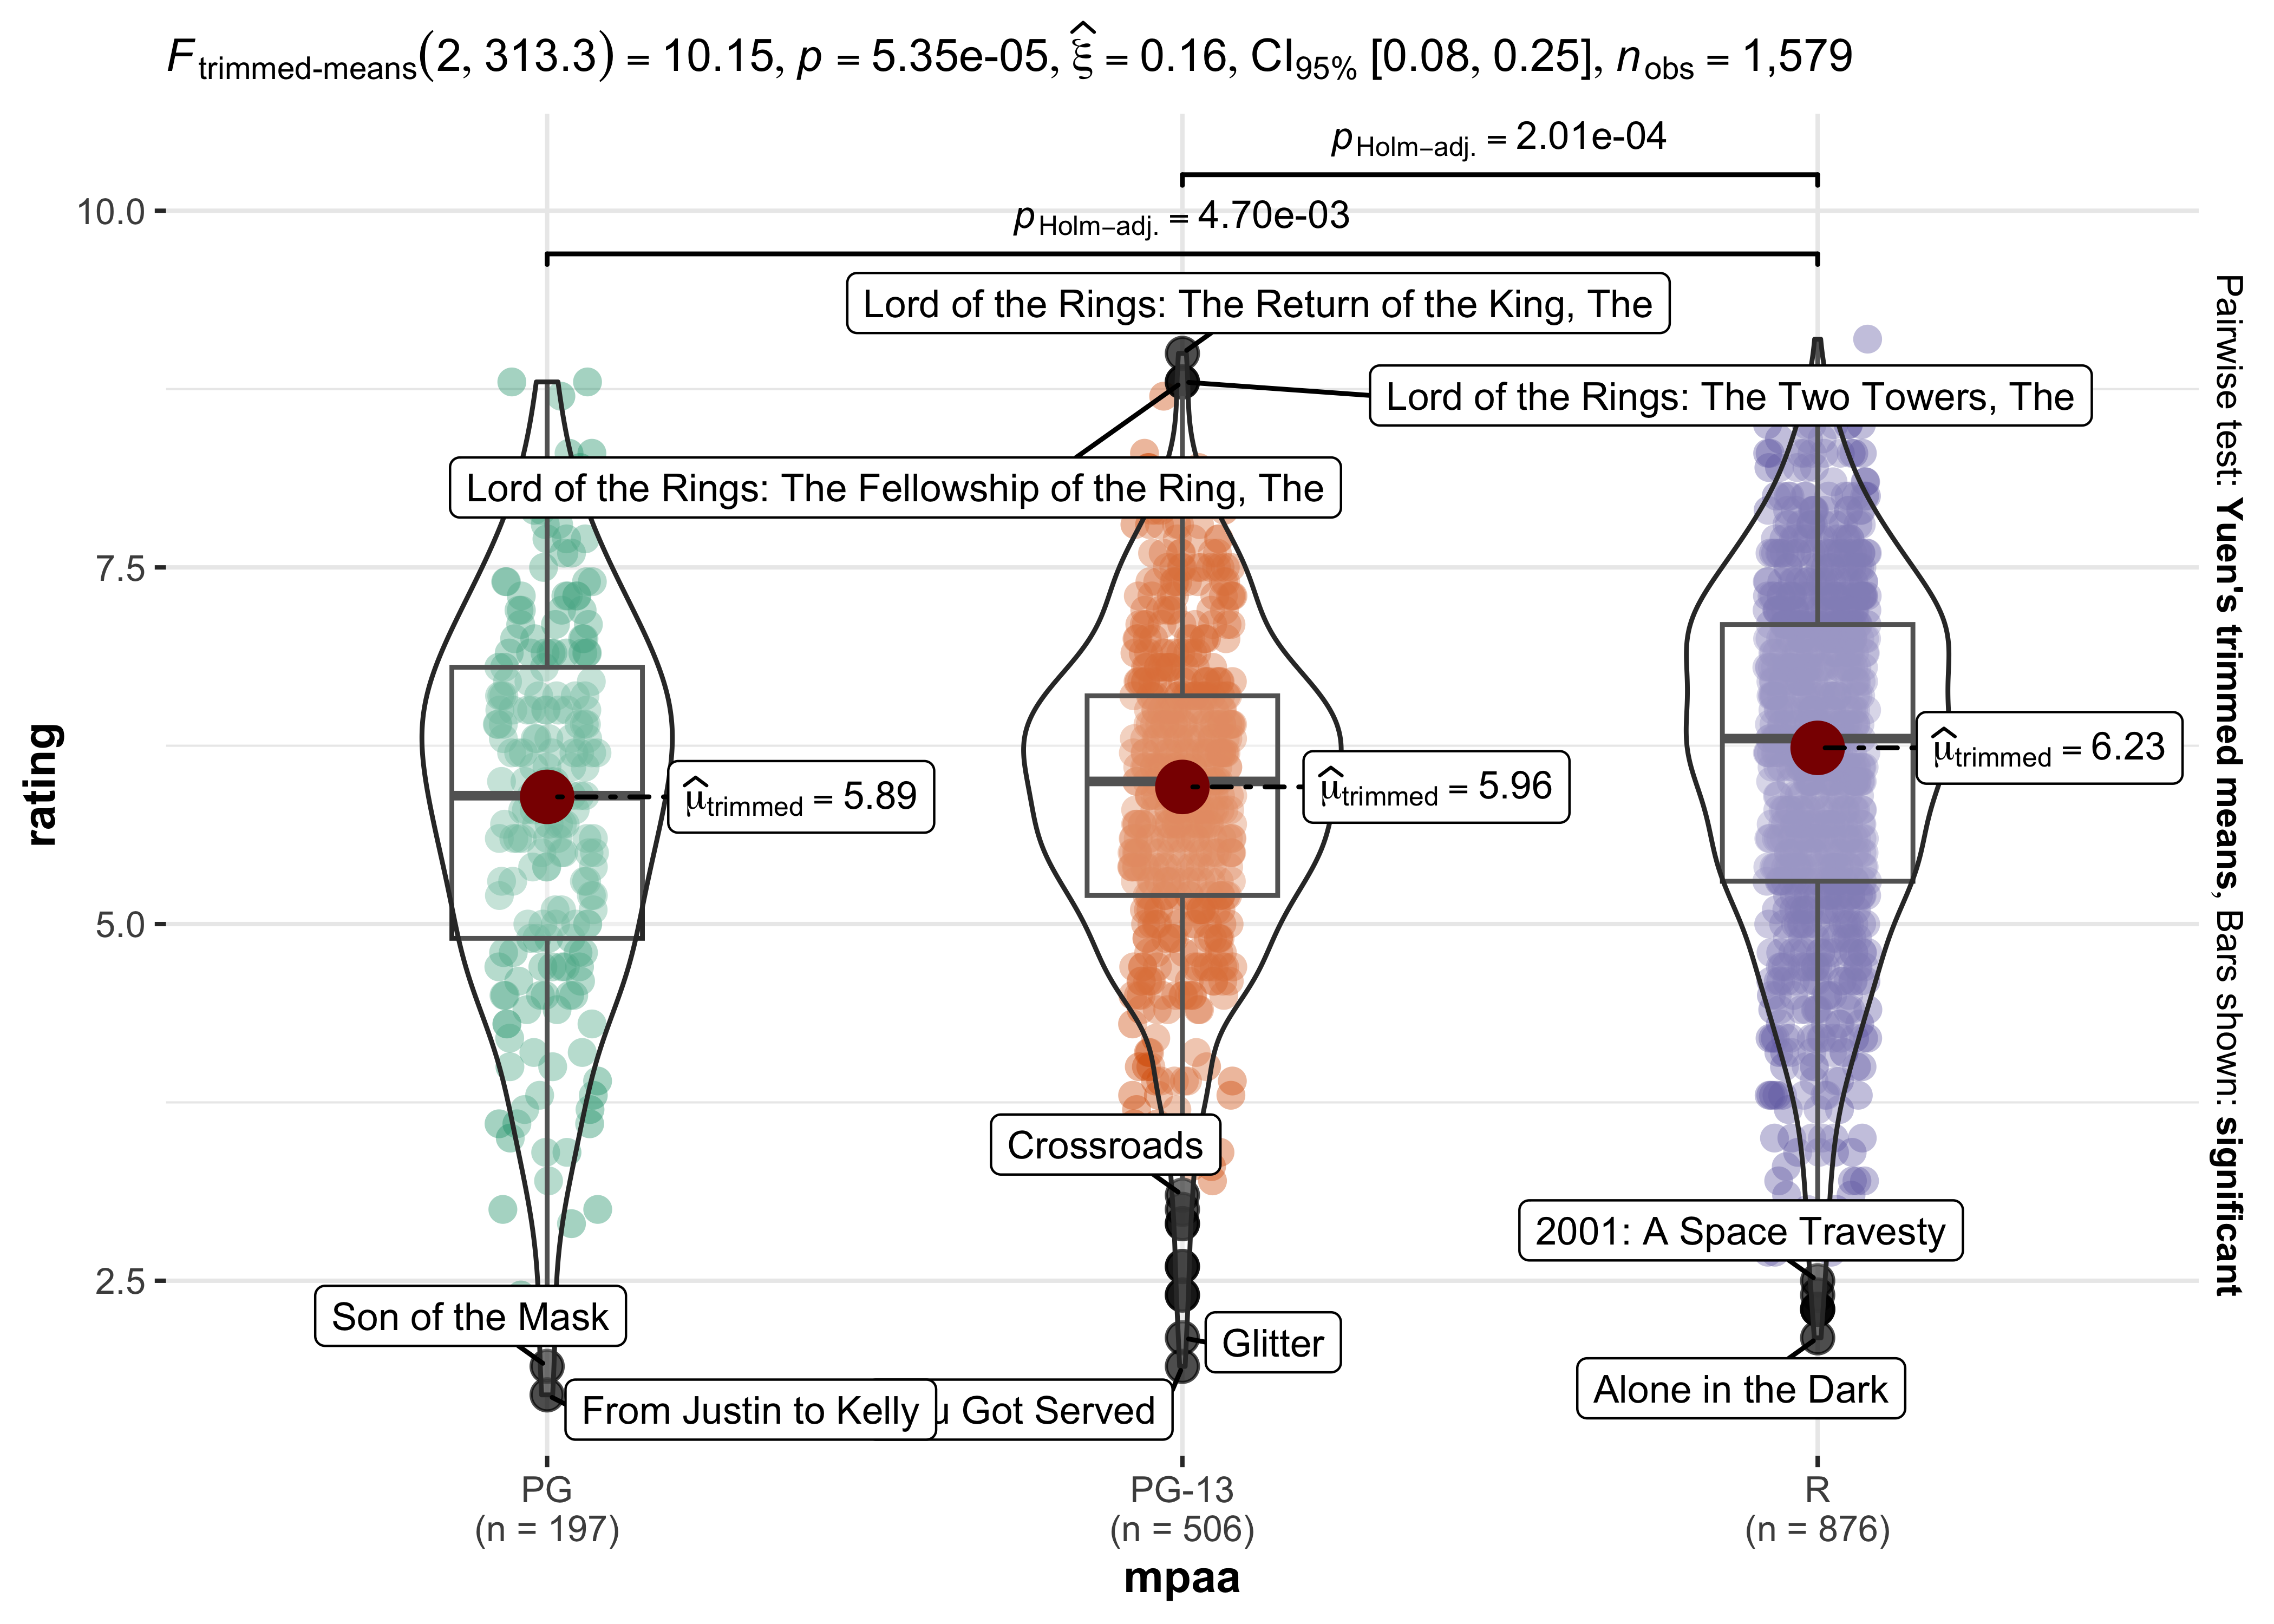 F trimmed-means(2, 313.3) = 10.15, p = 5.35e-05, ξ̂ = 0.16, CI95% [0.08, 0.25], nobs = 1,579
p Holm−adj. = 2.01e-04
10.0
p Holm−adj. = 4.70e-03
Lord of the Rings: The Return of the King, The
Lord of the Rings: The Two Towers, The
Lord of the Rings: The Fellowship of the Ring, The
7.5
μ̂trimmed = 5.89
μ̂trimmed = 5.96
μ̂trimmed = 6.23
5.0
Crossroads
2001: A Space Travesty
2.5
Son of the Mask
Glitter
Alone in the Dark
From Justin to Kelly
Got Served
PG
(n = 197)
PG-13
(n = 506)
R
(n = 876)
mpaa
rating
Pairwise test: Yuen's trimmed means, Bars shown: significant